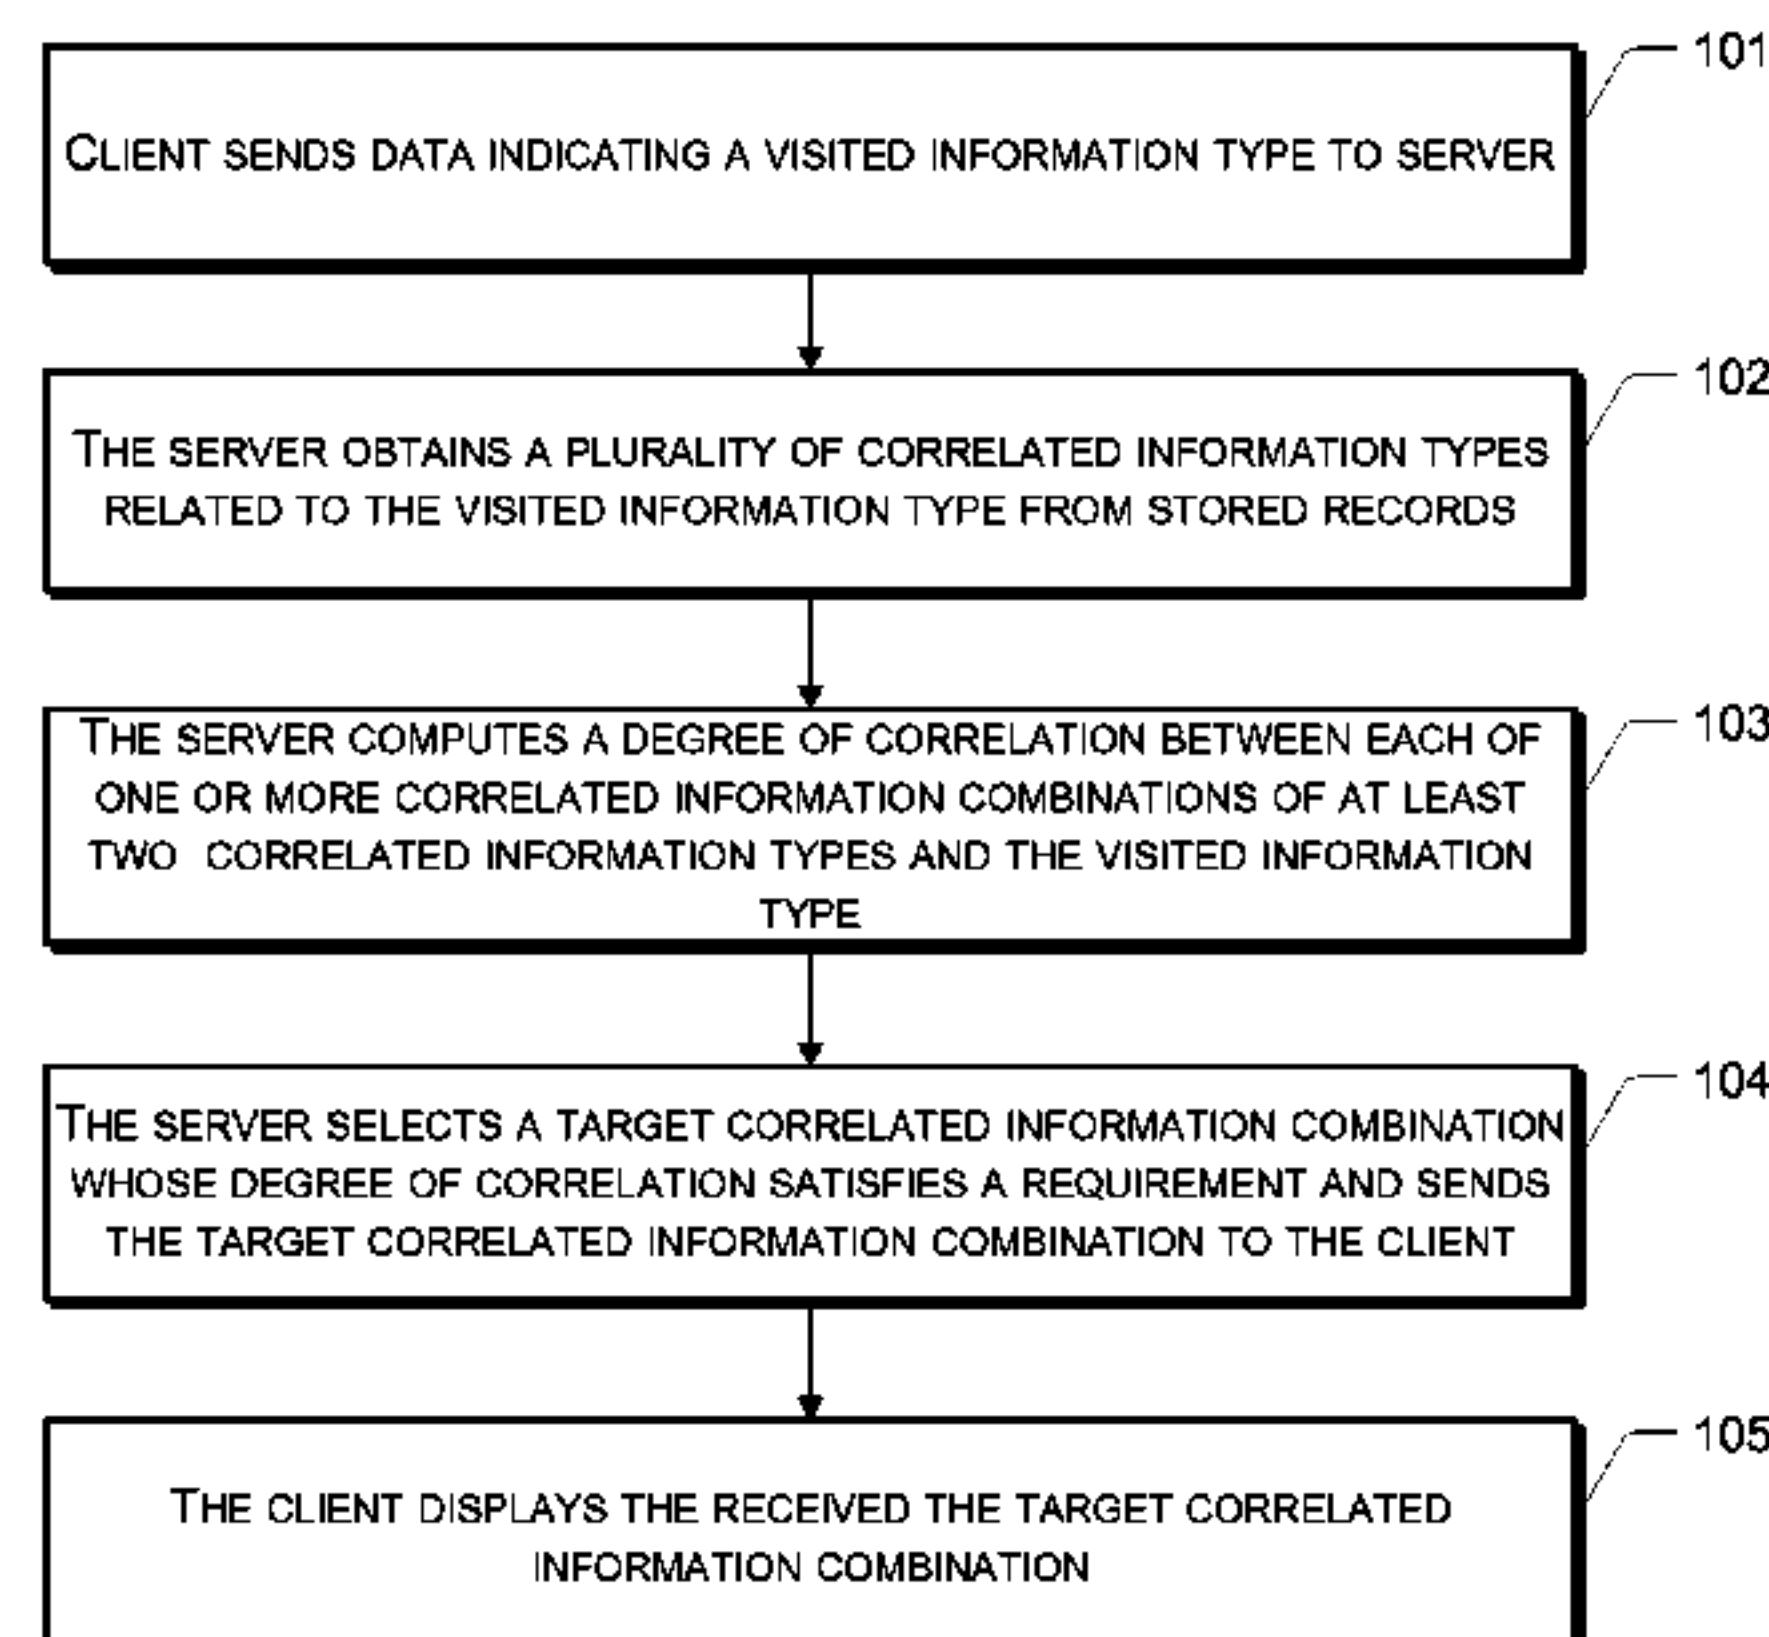 101
CLIENT SENDS DATA INDICATING A VISITED INFORMATION TYPE TO SERVER
102
THE SERVER OBTAINS A PLURALITY OF CORRELATED INFORMATION TYPES
RELATED TO THE VISITED INFORMATION TYPE FROM STORED RECORDS
103
THE SERVER COMPUTES A DEGREE OF CORRELATION BETWEEN EACH OF
ONE OR MORE CORRELATED INFORMATION COMBINATIONS OF AT LEAST
TWO CORRELATED INFORMATION TYPES AND THE VISITED INFORMATION
TYPE
104
THE SERVER SELECTS A TARGET CORRELATED INFORMATION COMBINATION
WHOSE DEGREE OF CORRELATION SATISFIES A REQUIREMENT AND SENDS
THE TARGET CORRELATED INFORMATION COMBINATION TO THE CLIENT
105
THE CLIENT DISPLAYS THE RECEIVED THE TARGET CORRELATED
INFORMATION COMBINATION